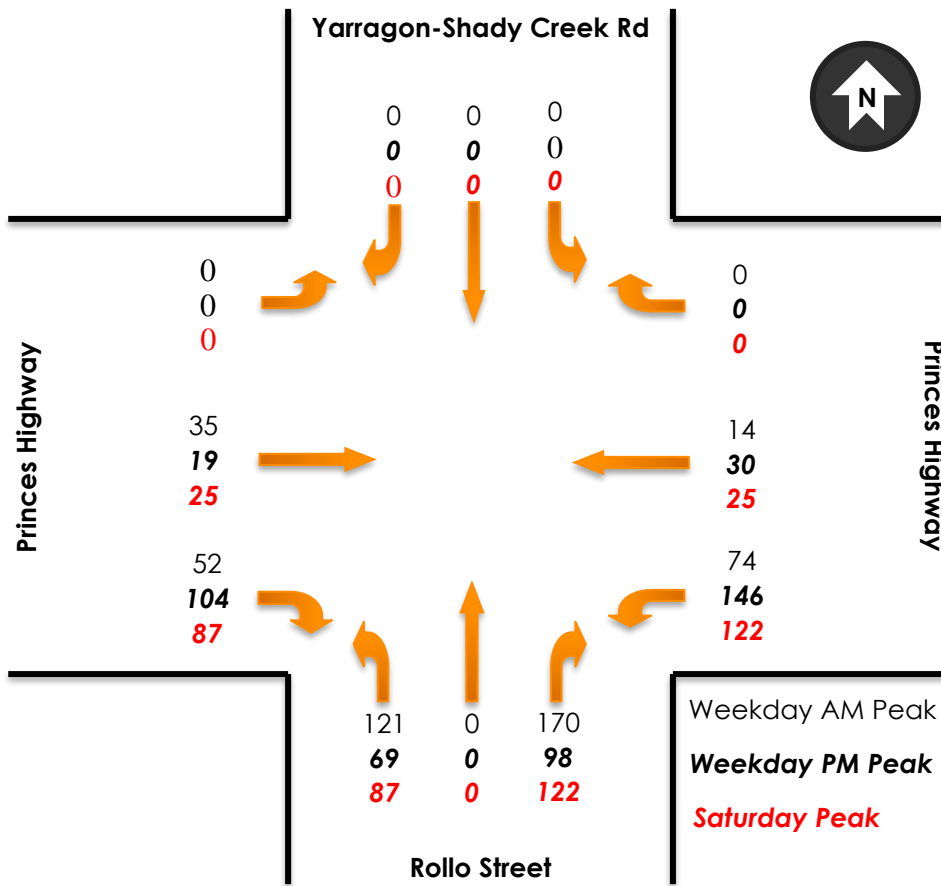 Yarragon-Shady Creek Rd
N
0 0 0
0 0 0
0 0 0
0
0
0
0
0
0
Princes Highway
Princes Highway
35
19
25
14
30
25
52
104
87
74
146
122
121 0 170
69 0 98
87 0 122
Weekday AM Peak
Weekday PM Peak
Saturday Peak
Rollo Street